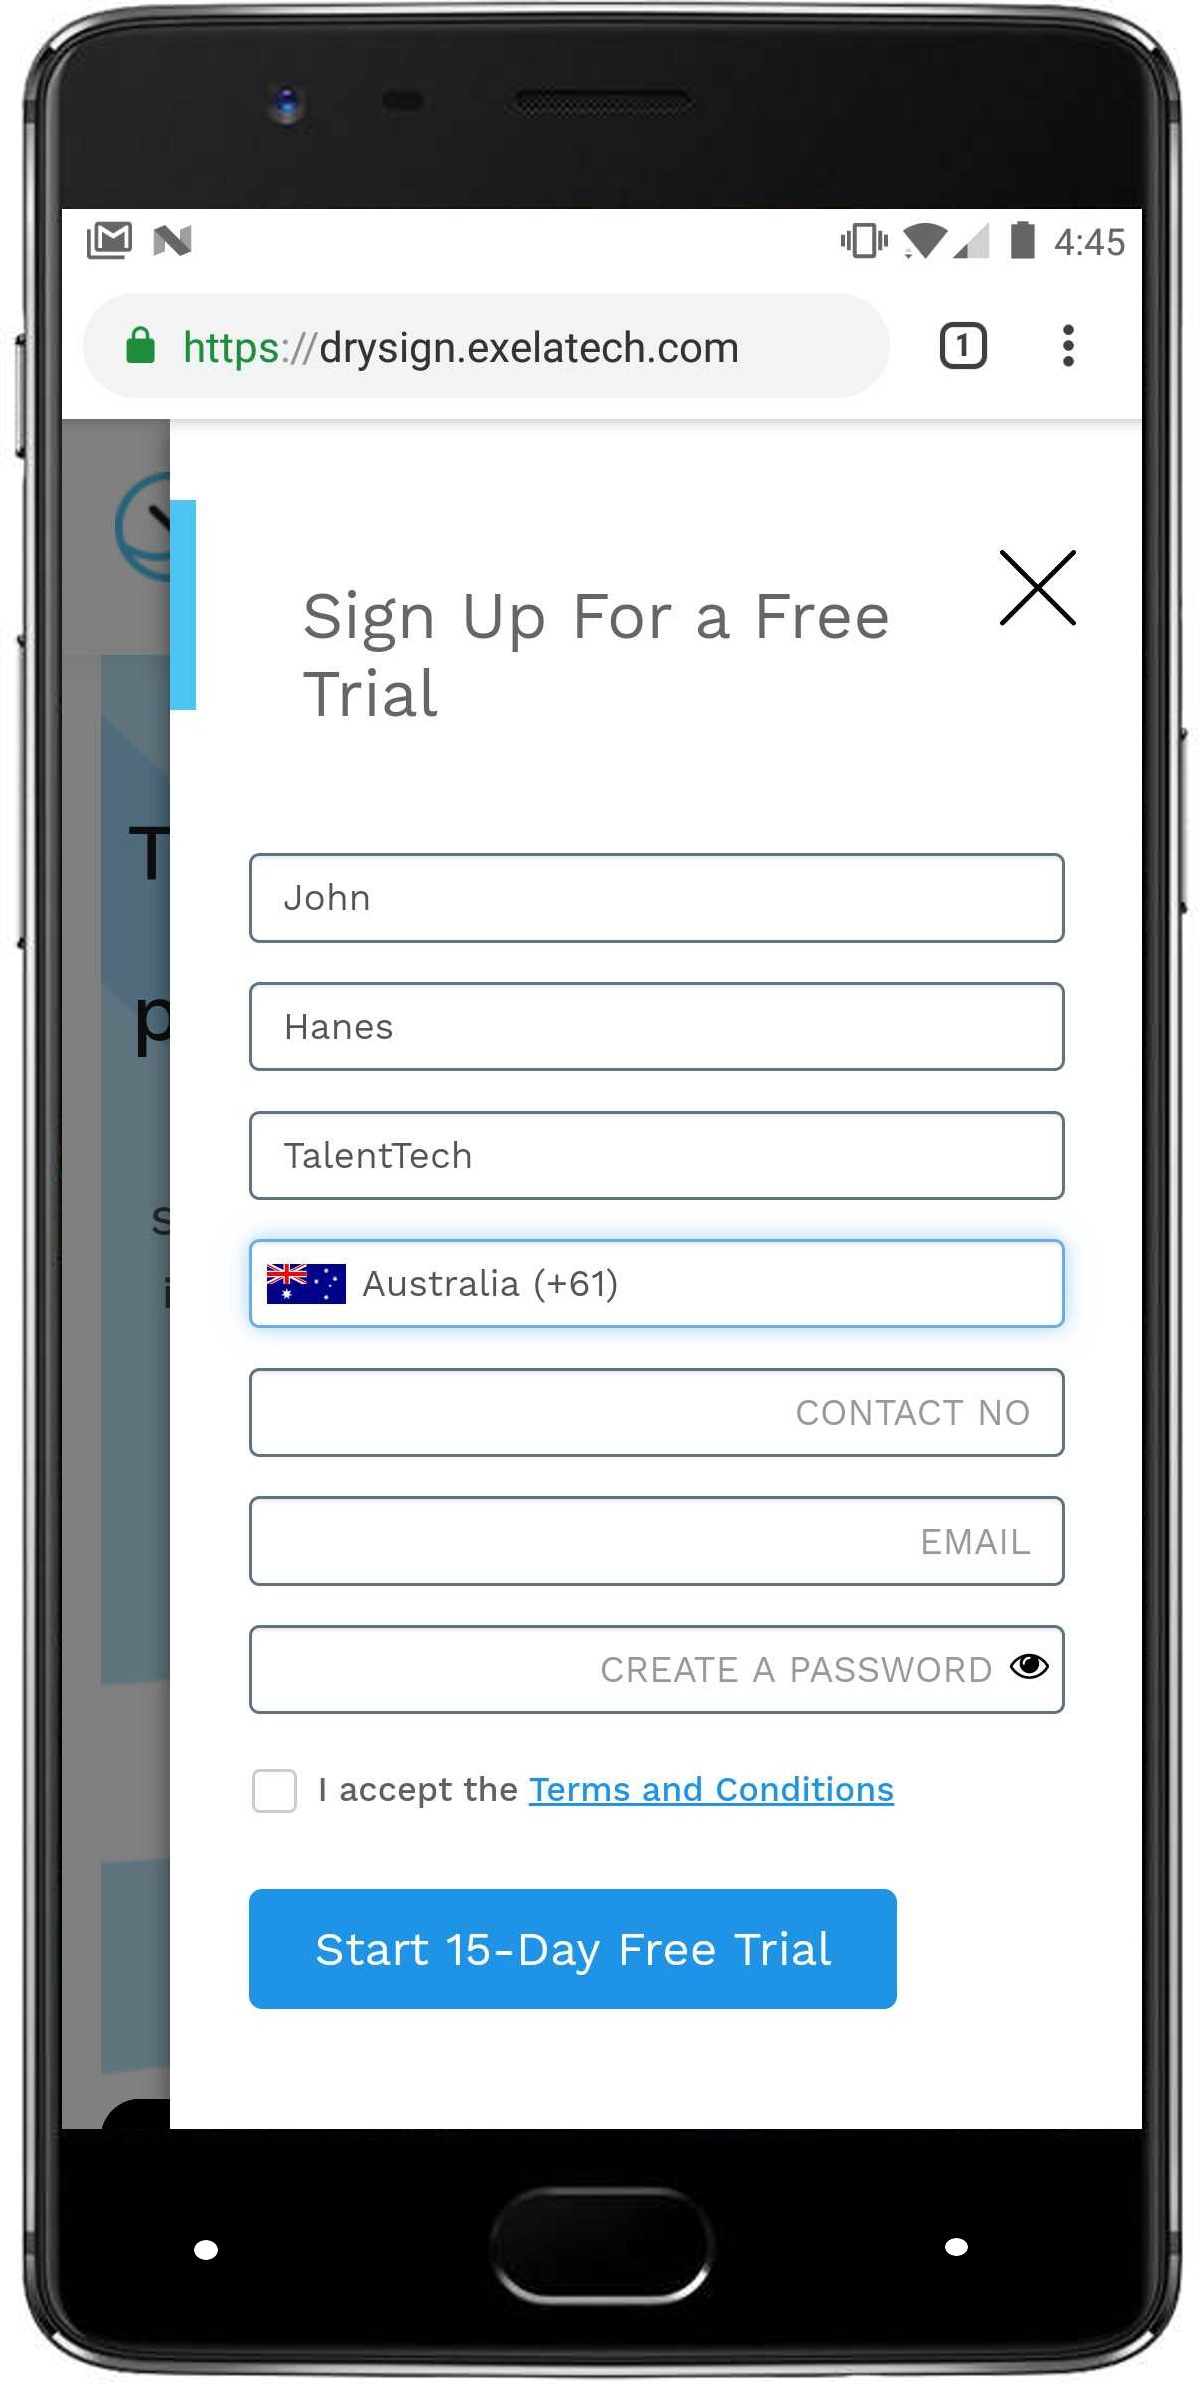 4:45
https://drysign.exelatech.com
1
Sign Up For a Free
Trial
John
Hanes
TalentTech
Australia (+61)
CONTACT NO
EMAIL
CREATE A PASSWORD
I accept the Terms and Conditions
Start 15-Day Free Trial